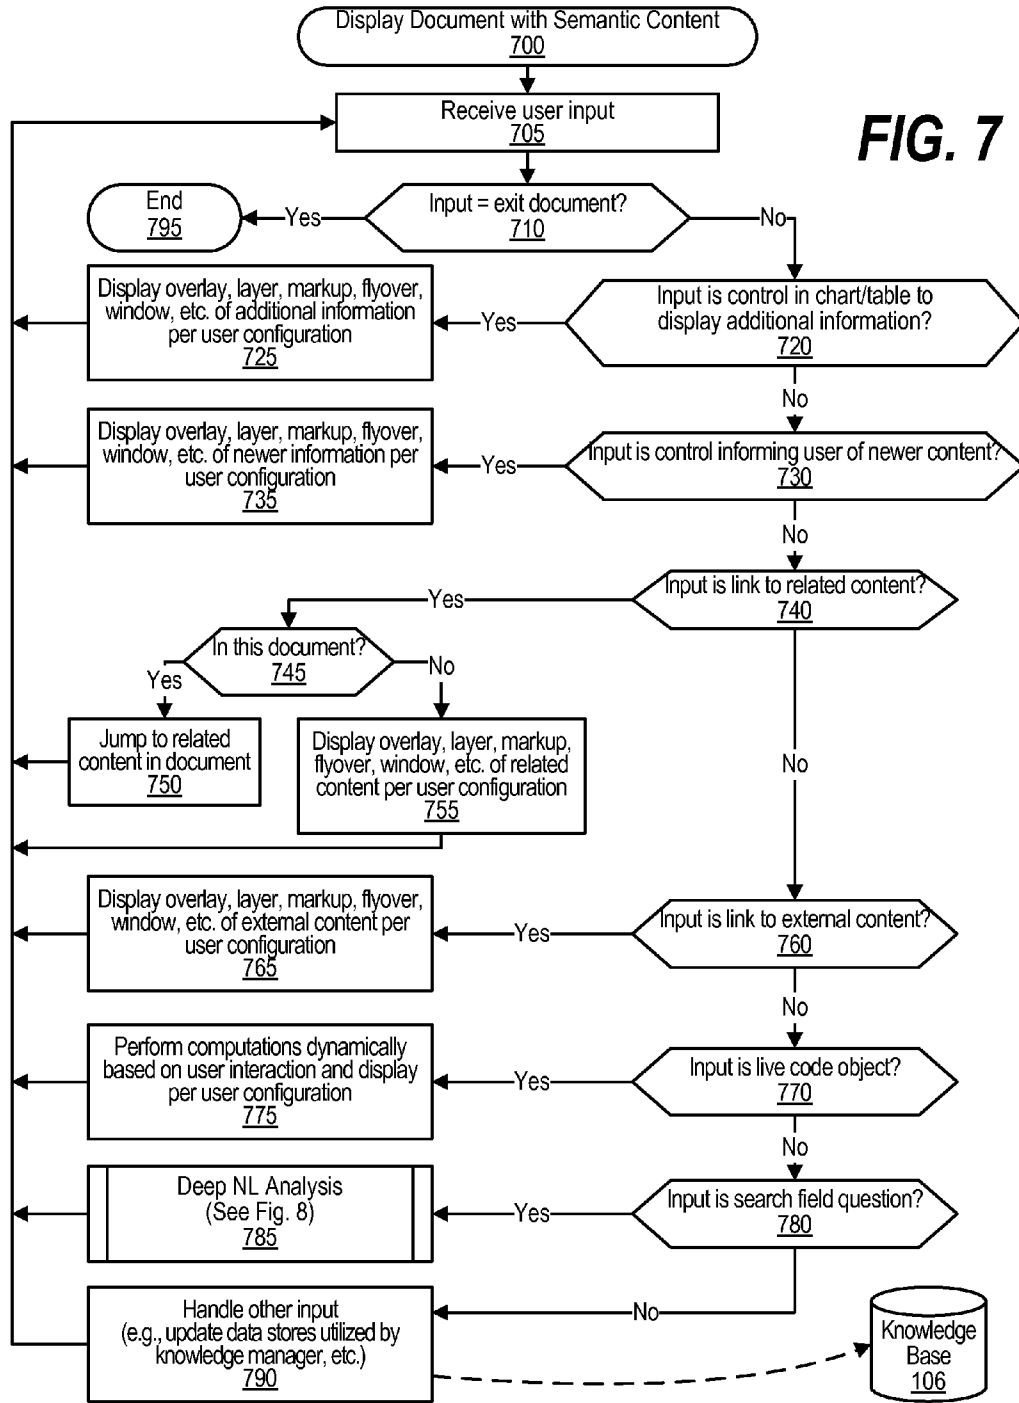 Display Document with Semantic Content
700
Receive user input
705
FIG. 7
End
795
Yes
Input = exit document?
710
No
Display overlay, layer, markup, flyover,
window, etc. of additional information
per user configuration
725
Yes
Input is control in chart/table to
display additional information?
720
No
Display overlay, layer, markup, flyover,
window, etc. of newer information per
user configuration
735
Yes
Input is control informing user of newer content?
730
No
Yes
Input is link to related content?
740
In this document?
745
Yes
No
Jump to related
content in document
750
Display overlay, layer, markup,
flyover, window, etc. of related
content per user configuration
755
No
Display overlay, layer, markup, flyover,
window, etc. of external content per
user configuration
765
Yes
Input is link to external content?
760
No
Perform computations dynamically
based on user interaction and display
per user configuration
775
Yes
Input is live code object?
770
No
Deep NL Analysis
(See Fig. 8)
785
Yes
Input is search field question?
780
Handle other input
(e.g., update data stores utilized by
knowledge manager, etc.)
790
No
Knowledge
Base
106